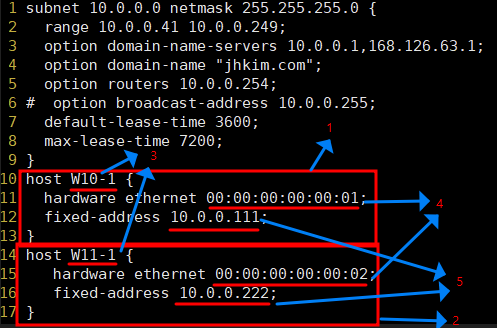 1 subnet 10.0.0.0 netmask 255.255.255.0 {
2 range 10.0.0.41 10.0.0.249;
3 option domain-name-servers 10.0.0.1,168.126.63.1;
4 option domain-name "jhkim.com";
5 option routers 10.0.0.254;
6 #  option broadcast-address 10.0.0.255;
7 default-lease-time 3600;
1
8 max-lease-time 7200;
3
9 }
10 host W10-1 {
11 hardware ethernet 00:00:00:00:00:01;
4
12 fixed-address 10.0.0.111;
13 }
14 host W11-1 {
15 hardware ethernet 00:00:00:00:00:02;
5
16 fixed-address 10.0.0.222;
17 }
2